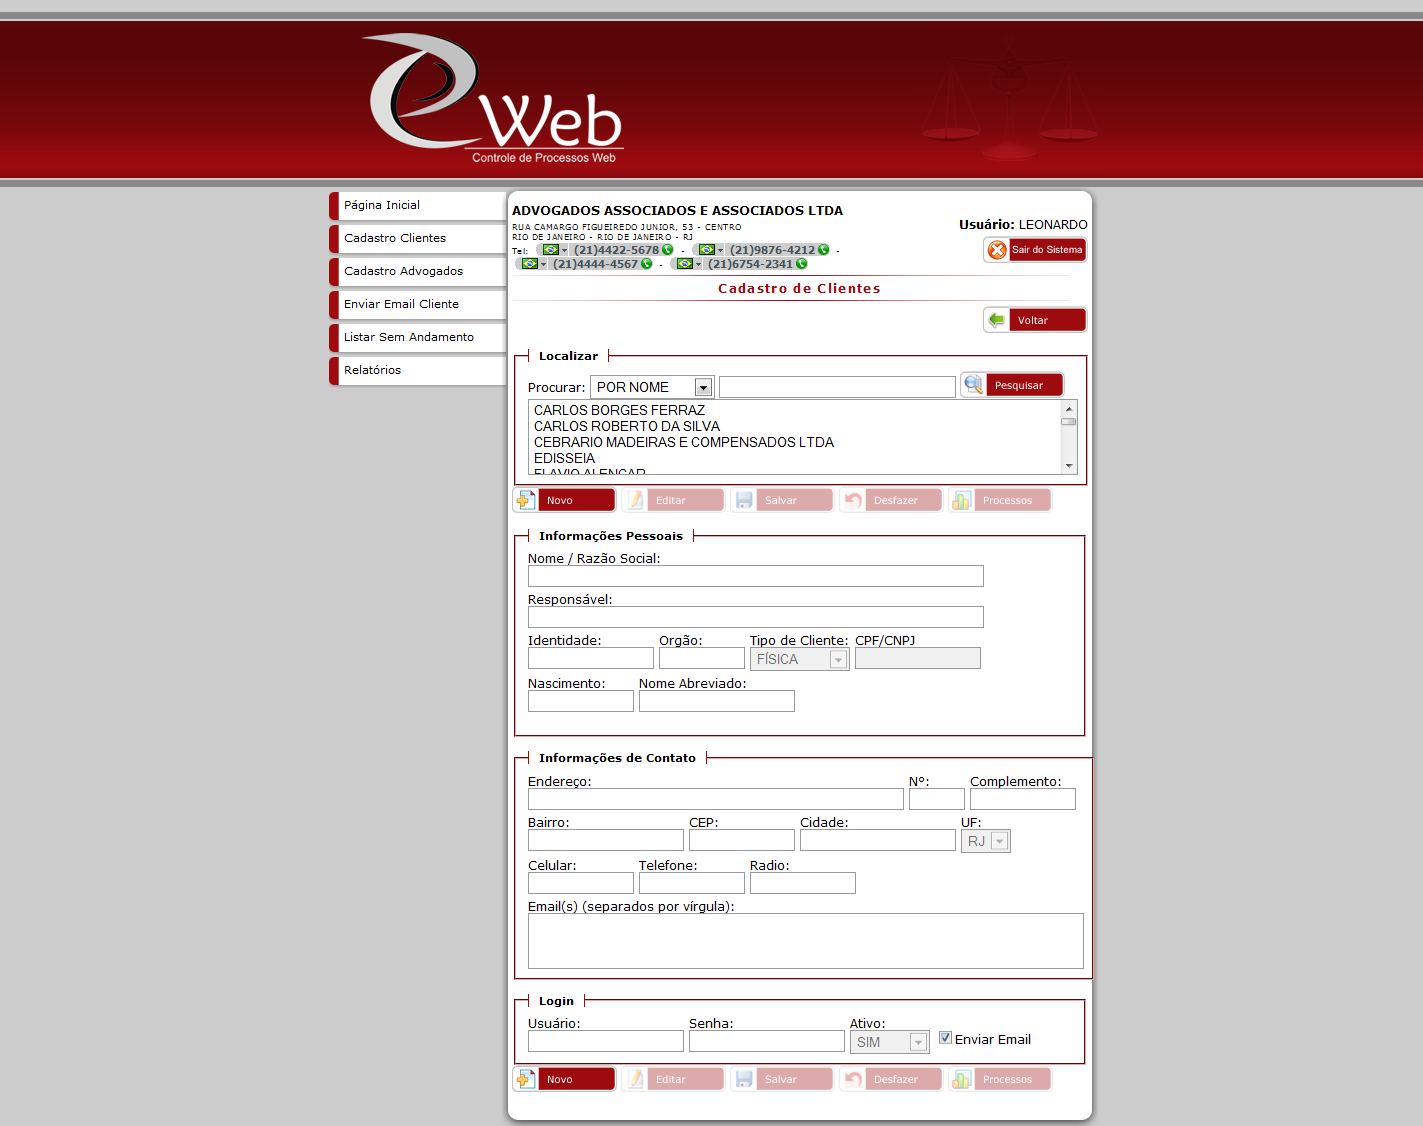 Web
Controle de Processos Web
Página Inicial
Cadastro Clientes
Cadastro Advogados
Enviar Email Cliente
Listar Sem Andamento
Relatórios
ADVOGADOS ASSOCIADOS E ASSOCIADOS LTDA
RUA CAMARGO FIGUEIREDO JUNIOR, 53 - CENTRO
RIO DE JANEIRO - RIO DE JANEIRO - RJ
Tel: (21)4422-5678 - (21)9876-4212 -
(21)4444-4567 - (21)6754-2341
Usuário: LEONARDO
Sair do Sistema
Cadastro de Clientes
Voltar
Localizar
Procurar: POR NOME Pesquisar
CARLOS BORGES FERRAZ
CARLOS ROBERTO DA SILVA
CEBRARIO MADEIRAS E COMPENSADOS LTDA
EDISSEIA
FLAVIO ALENCAR
Novo Editar Salvar Desfazer Processos
Informações Pessoais
Nome / Razão Social:
Responsável:
Identidade: Orgão: Tipo de Cliente: CPF/CNPJ
FÍSICA
Nascimento: Nome Abreviado:
Informações de Contato
Endereço: Nº: Complemento:
Bairro: CEP: Cidade: UF:
RJ
Celular: Telefone: Radio:
Email(s) (separados por vírgula):
Login
Usuário: Senha: Ativo:
SIM Enviar Email
Novo Editar Salvar Desfazer Processos